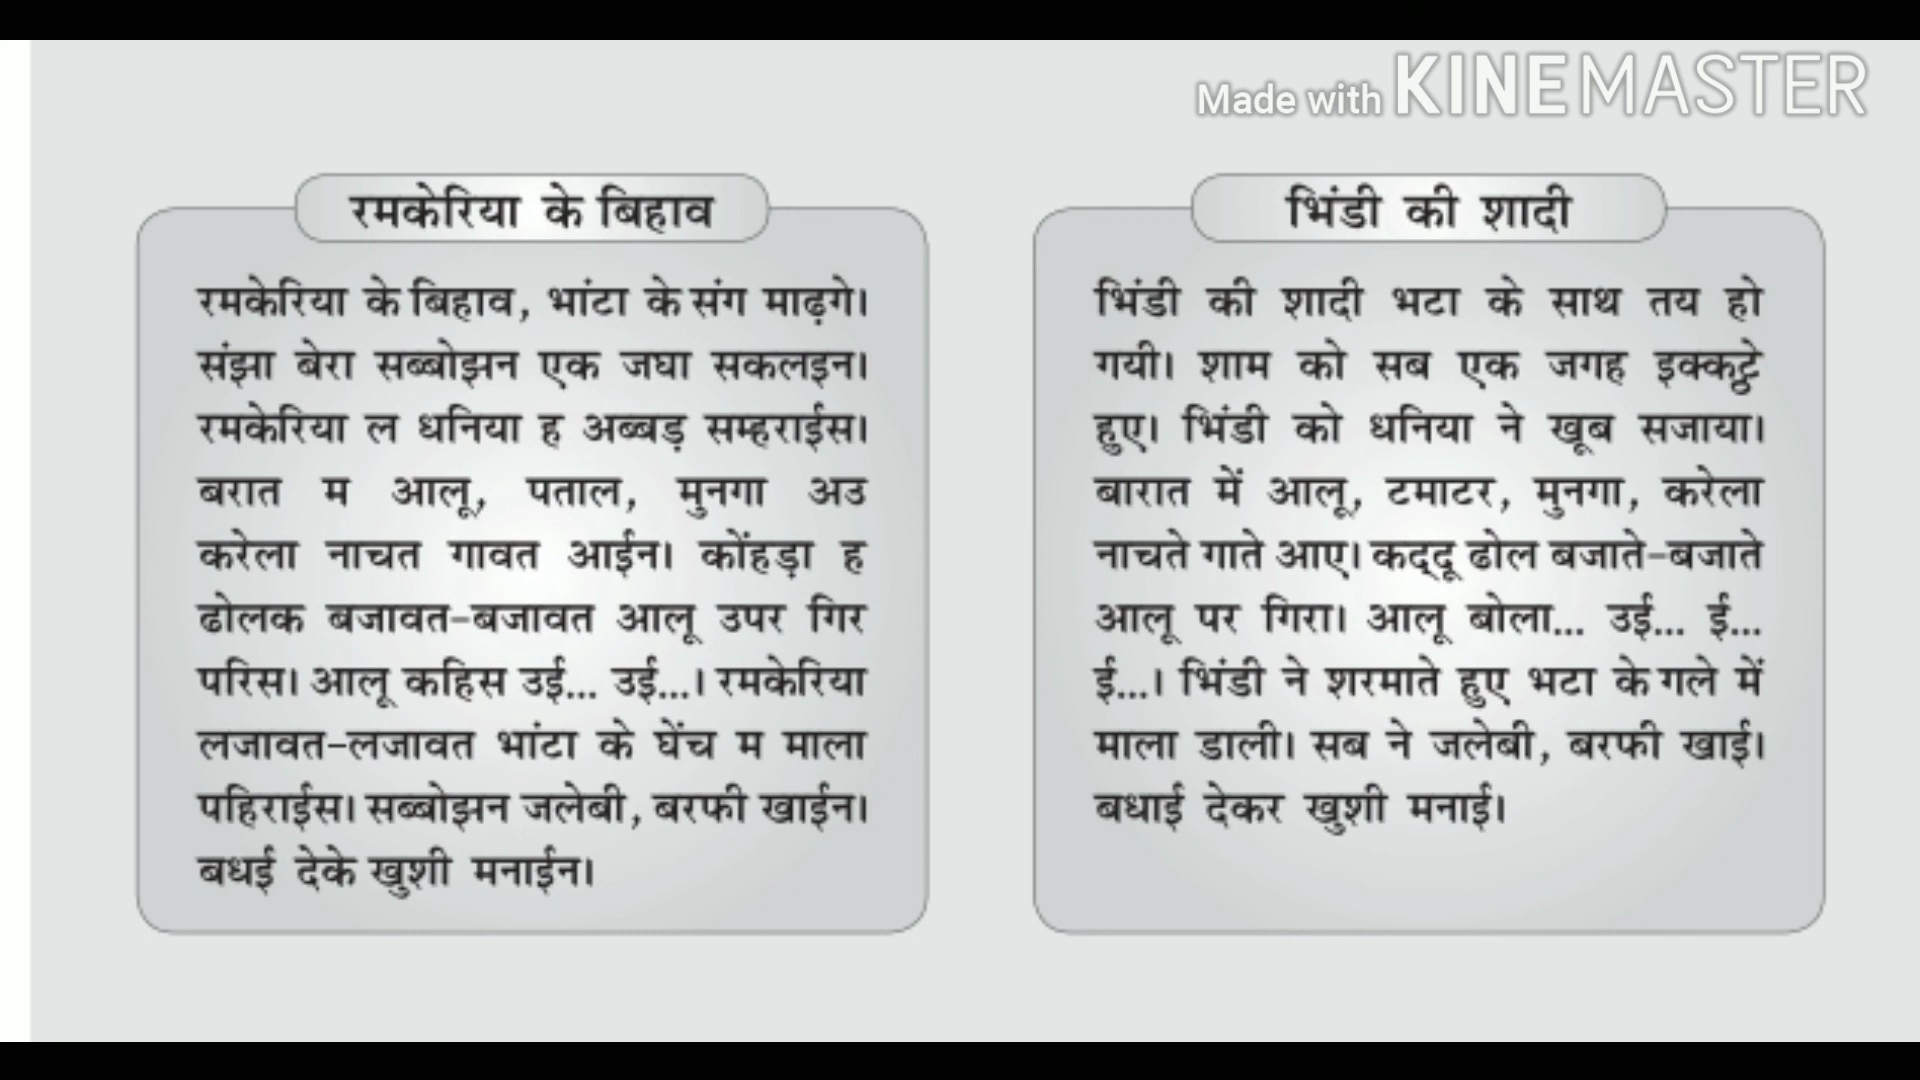 Made with KINEMASTER
रमकेरिया के बिहाव
रमकेरिया के बिहाव, भांटा के संग माढ़गे।
संझा बेरा सब्बोझन एक जघा सकलइन।
रमकेरिया ल धनिया ह अब्बड़ सम्हराईस।
बरात म आलू, पताल, मुनगा अउ
करेला नाचत गावत आईन। कोंहड़ा ह
ढोलक बजावत-बजावत आलू उपर गिर
परिस। आलू कहिस उई... उई...। रमकेरिया
लजावत-लजावत भांटा के घेंच म माला
पहिराईस। सब्बोझन जलेबी, बरफी खाईन।
बधई देके खुशी मनाईन।
भिंडी की शादी
भिंडी की शादी भटा के साथ तय हो
गयी। शाम को सब एक जगह इक्कट्ठे
हुए। भिंडी को धनिया ने खूब सजाया।
बारात में आलू, टमाटर, मुनगा, करेला
नाचते गाते आए। कद्दू ढोल बजाते-बजाते
आलू पर गिरा। आलू बोला... उई... ई...
ई...। भिंडी ने शरमाते हुए भटा के गले में
माला डाली। सब ने जलेबी, बरफी खाई।
बधाई देकर खुशी मनाई।